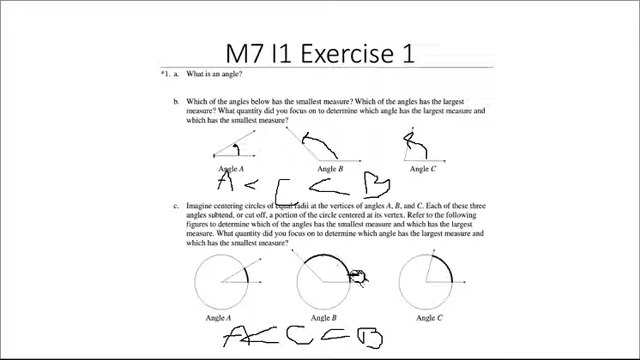 M7 I1 Exercise 1
*1. a. What is an angle?
b. Which of the angles below has the smallest measure? Which of the angles has the largest
measure? What quantity did you focus on to determine which angle has the largest measure and
which has the smallest measure?
Angle A Angle B Angle C
A < C < B
c. Imagine centering circles of equal radii at the vertices of angles A, B, and C. Each of these three
angles subtend, or cut off, a portion of the circle centered at its vertex. Refer to the following
figures to determine which of the angles has the smallest measure and which has the largest
measure. What quantity did you focus on to determine which angle has the largest measure and
which has the smallest measure?
Angle A Angle B Angle C
A < C < B